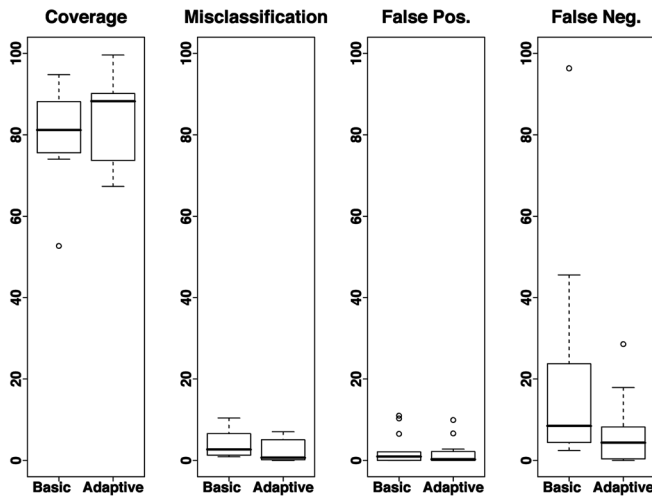 Coverage Misclassification False Pos. False Neg.
100 100 100 100
80 80 80 80
60 60 60 60
40 40 40 40
20 20 20 20
0 0 0 0
Basic Adaptive Basic Adaptive Basic Adaptive Basic Adaptive